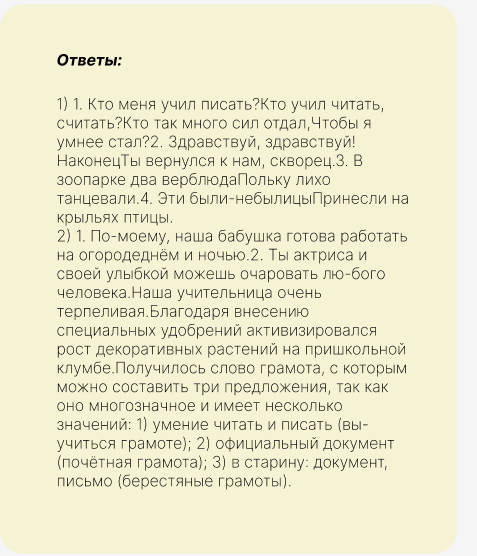 Ответы:
1) 1. Кто меня учил писать?Кто учил читать,
считать?Кто так много сил отдал,Чтобы я
умнее стал?2. Здравствуй, здравствуй!
НаконецТы вернулся к нам, скворец.3. В
зоопарке два верблюдаПольку лихо
танцевали.4. Эти были-небылицыПринесли на
крыльях птицы.
2) 1. По-моему, наша бабушка готова работать
на огородеднём и ночью.2. Ты актриса и
своей улыбкой можешь очаровать лю-бого
человека.Наша учительница очень
терпеливая.Благодаря внесению
специальных удобрений активизировался
рост декоративных растений на пришкольной
клумбе.Получилось слово грамота, с которым
можно составить три предложения, так как
оно многозначное и имеет несколько
значений: 1) умение читать и писать (вы-
учиться грамоте); 2) официальный документ
(почётная грамота); 3) в старину: документ,
письмо (берестяные грамоты).